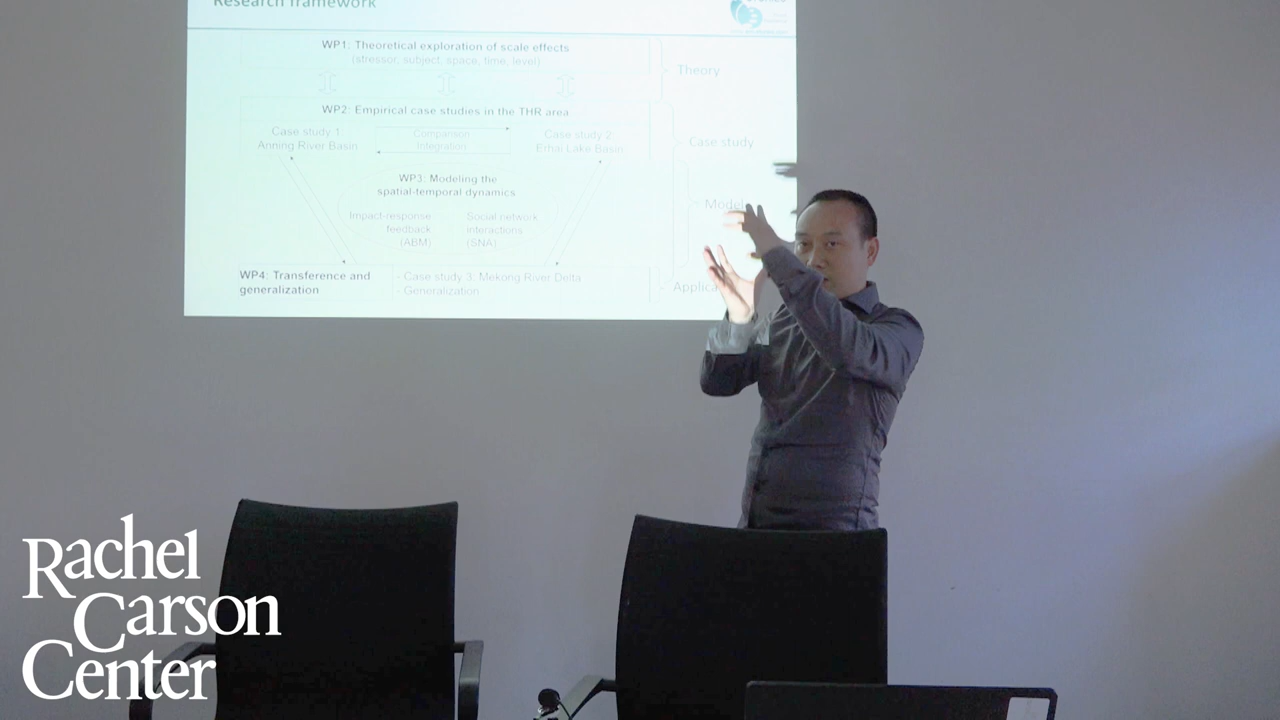 Research framework
WP1: Theoretical exploration of scale effects
(stressor, subject, space, time, level)
Theory
WP2: Empirical case studies in the THR area
Case study 1:
Anning River Basin
Comparison
Integration
Case study 2:
Erhai Lake Basin
Case study
WP3: Modeling the
spatial-temporal dynamics
Impact-response
feedback
(ABM)
Social network
interactions
(SNA)
Model
WP4: Transference and
generalization
- Case study 3: Mekong River Delta
- Generalization
Rachel
Carson
Center